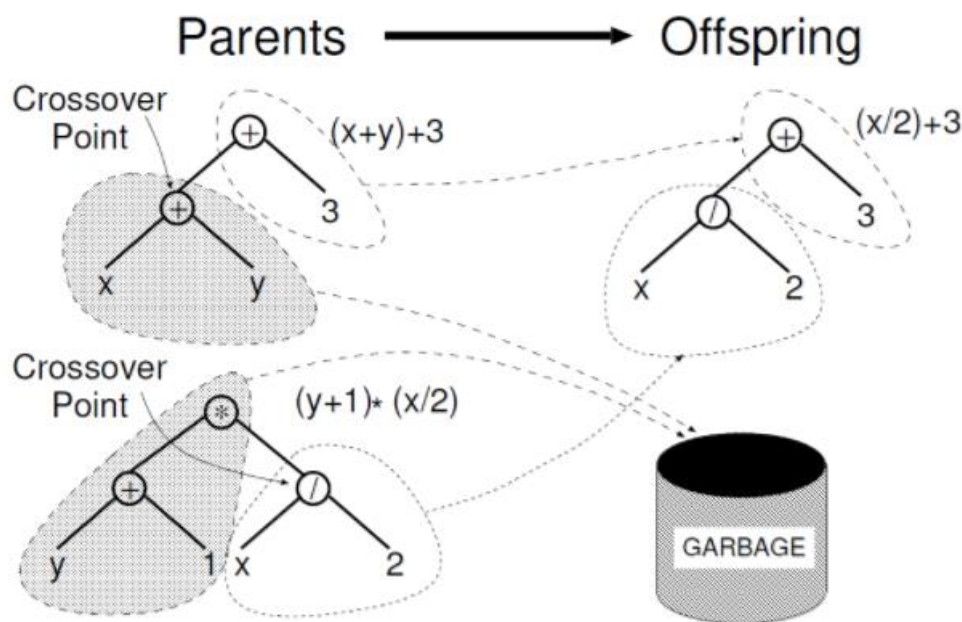 Parents
Offspring
Crossover
Point
+
(x+y)+3
+
3
x
y
+
(x/2)+3
/
3
x
2
Crossover
Point
*
(y+1)* (x/2)
+
/
y
1
x
2
GARBAGE